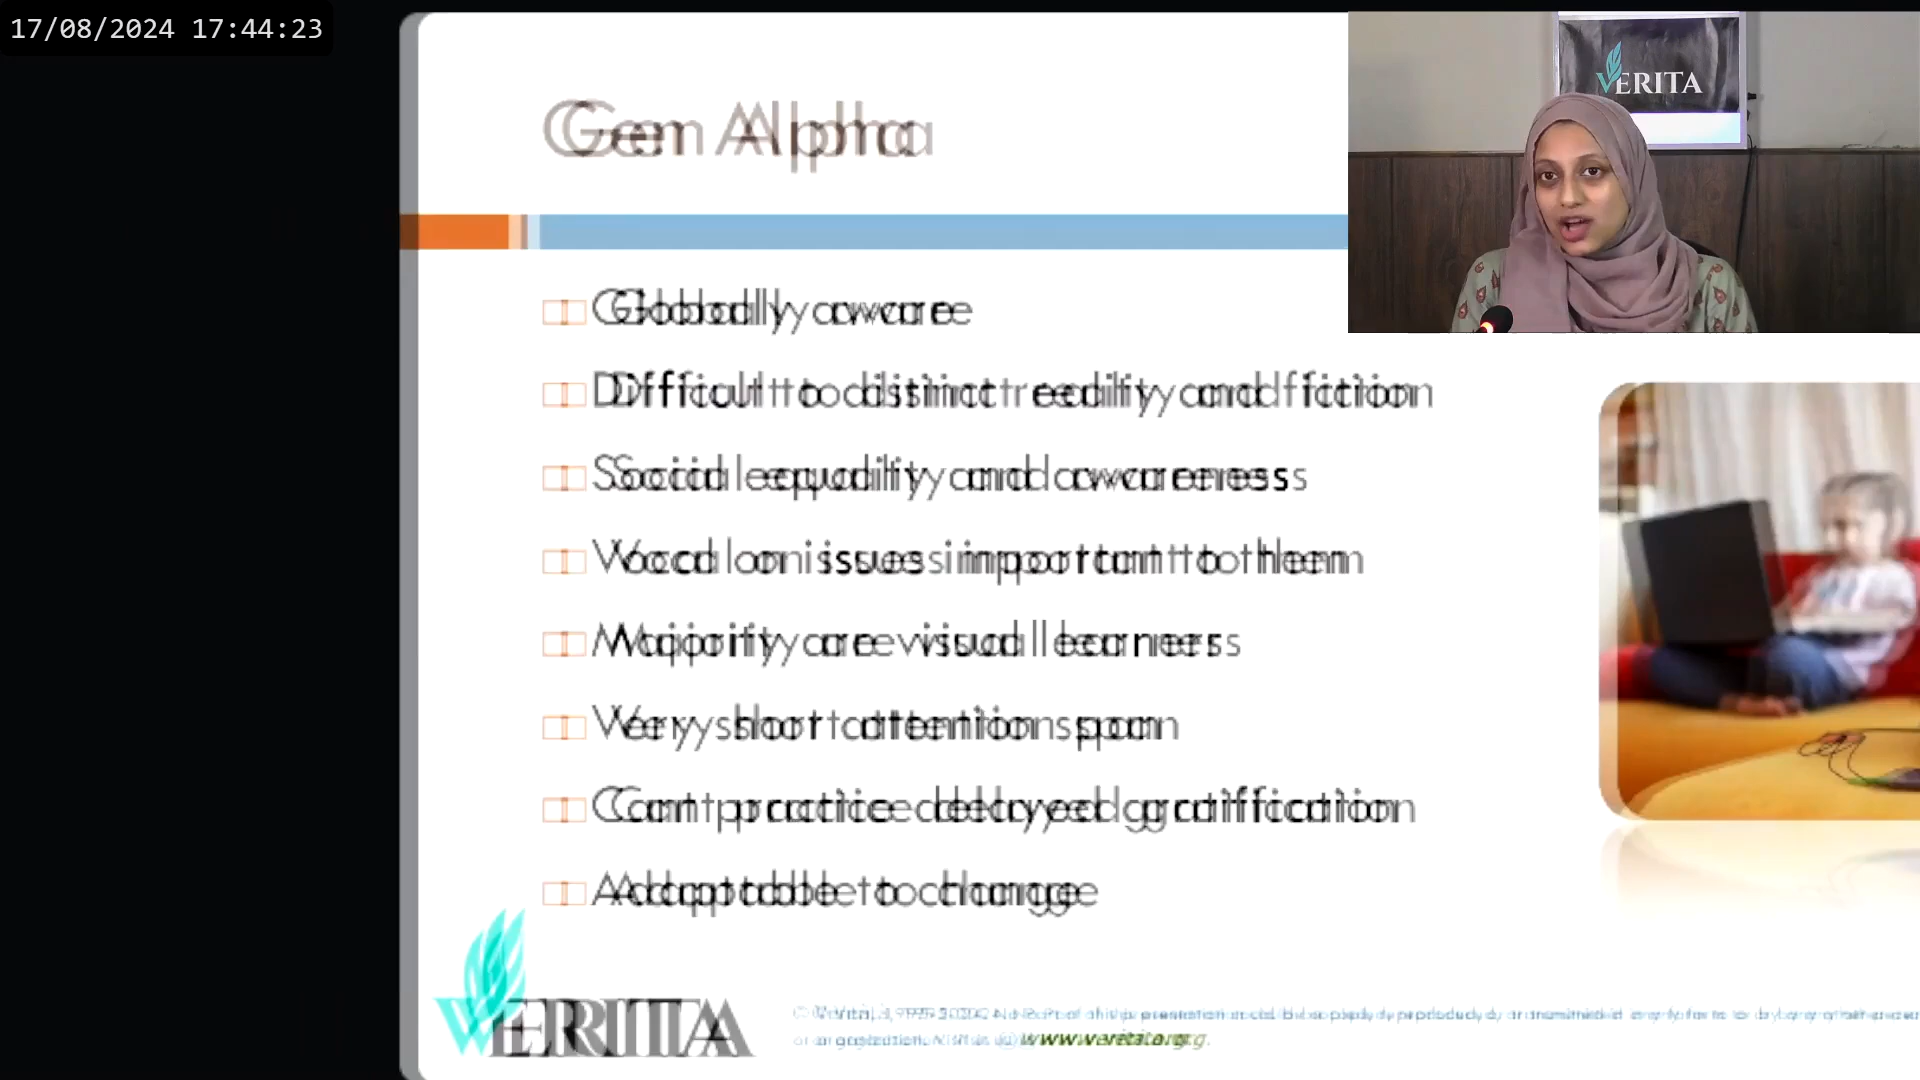 17/08/2024 17:44:23
VERITA
Gen Alpha
Globally aware
Difficult to distinct reality and fiction
Social equality and awareness
Vocal on issues important to them
Majority are visual learners
Very short attention span
Cant practice delayed gratification
Adaptable to change
VERITA
www.verita.org